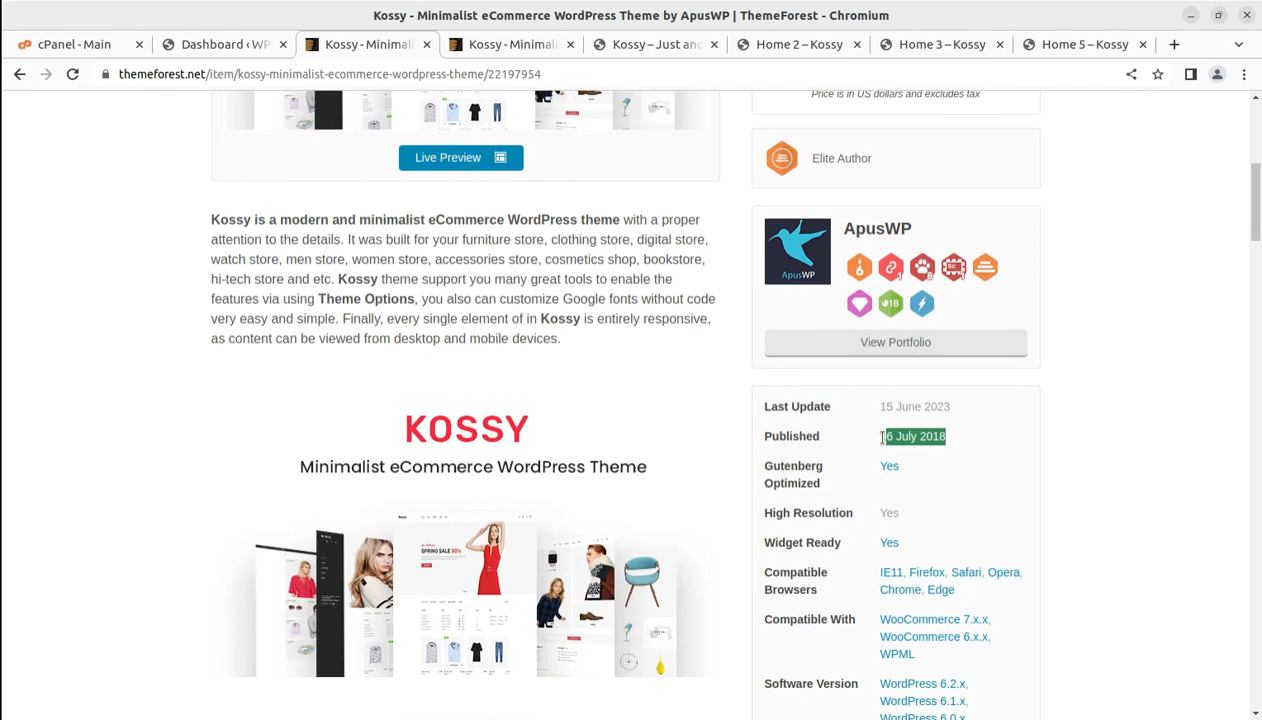 Kossy - Minimalist eCommerce WordPress Theme by ApusWP | ThemeForest - Chromium
cPanel - Main
Dashboard ‹ WP
Kossy - Minimal
Kossy - Minimal
Kossy – Just an
Home 2 – Kossy
Home 3 – Kossy
Home 5 – Kossy
themeforest.net/item/kossy-minimalist-ecommerce-wordpress-theme/22197954
Price is in US dollars and excludes tax
Live Preview
Elite Author
Kossy is a modern and minimalist eCommerce WordPress theme with a proper
attention to the details. It was built for your furniture store, clothing store, digital store,
watch store, men store, women store, accessories store, cosmetics shop, bookstore,
hi-tech store and etc. Kossy theme support you many great tools to enable the
features via using Theme Options, you also can customize Google fonts without code
very easy and simple. Finally, every single element of in Kossy is entirely responsive,
as content can be viewed from desktop and mobile devices.
ApusWP
ApusWP
View Portfolio
KOSSY
Minimalist eCommerce WordPress Theme
SPRING SALE 30%
Last Update 15 June 2023
Published 6 July 2018
Gutenberg Optimized Yes
High Resolution Yes
Widget Ready Yes
Compatible Browsers IE11, Firefox, Safari, Opera,
Chrome, Edge
Compatible With WooCommerce 7.x.x,
WooCommerce 6.x.x,
WPML
Software Version WordPress 6.2.x,
WordPress 6.1.x,
WordPress 6.0.x